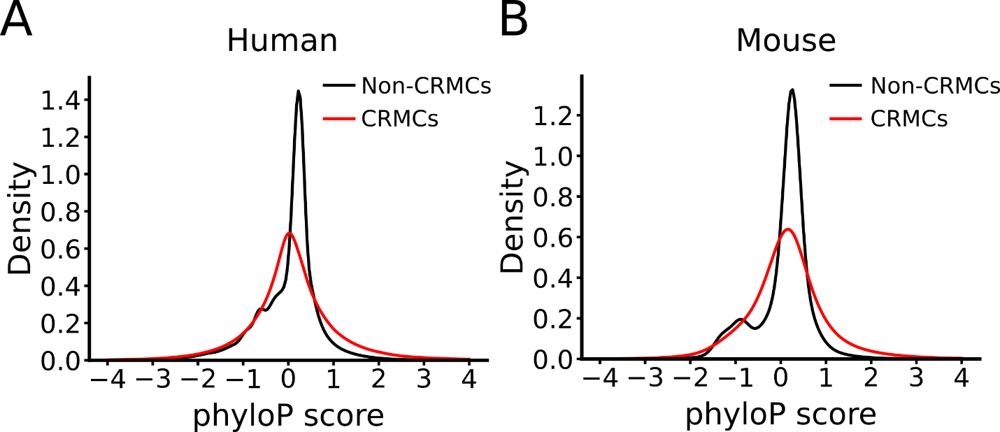 A
Human
Non-CRMCs
CRMCs
Density
1.4
1.2
1.0
0.8
0.6
0.4
0.2
0.0
−4 −3 −2 −1 0 1 2 3 4
phyloP score
B
Mouse
Non-CRMCs
CRMCs
Density
1.2
1.0
0.8
0.6
0.4
0.2
0.0
−4 −3 −2 −1 0 1 2 3 4
phyloP score